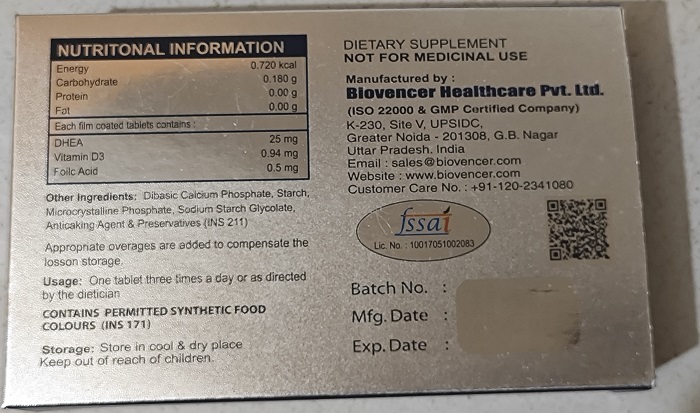 NUTRITONAL INFORMATION
Energy 0.720 kcal
Carbohydrate 0.180 g
Protein 0.00 g
Fat 0.00 g
Each film coated tablets contains :
DHEA 25 mg
Vitamin D3 0.94 mg
Folic Acid 0.5 mg
Other Ingredients: Dibasic Calcium Phosphate, Starch,
Microcrystalline Phosphate, Sodium Starch Glycolate,
Anticaking Agent & Preservatives (INS 211)
Appropriate overages are added to compensate the
losson storage.
Usage: One tablet three times a day or as directed
by the dietician
CONTAINS PERMITTED SYNTHETIC FOOD
COLOURS (INS 171)
Storage: Store in cool & dry place
Keep out of reach of children.
DIETARY SUPPLEMENT
NOT FOR MEDICINAL USE
Manufactured by :
Biovencer Healthcare Pvt. Ltd.
(ISO 22000 & GMP Certified Company)
K-230, Site V, UPSIDC,
Greater Noida - 201308, G.B. Nagar
Uttar Pradesh. India
Email : sales@biovencer.com
Website : www.biovencer.com
Customer Care No. : +91-120-2341080
fssai
Lic. No. : 10017051002083
Batch No. :
Mfg. Date :
Exp. Date :